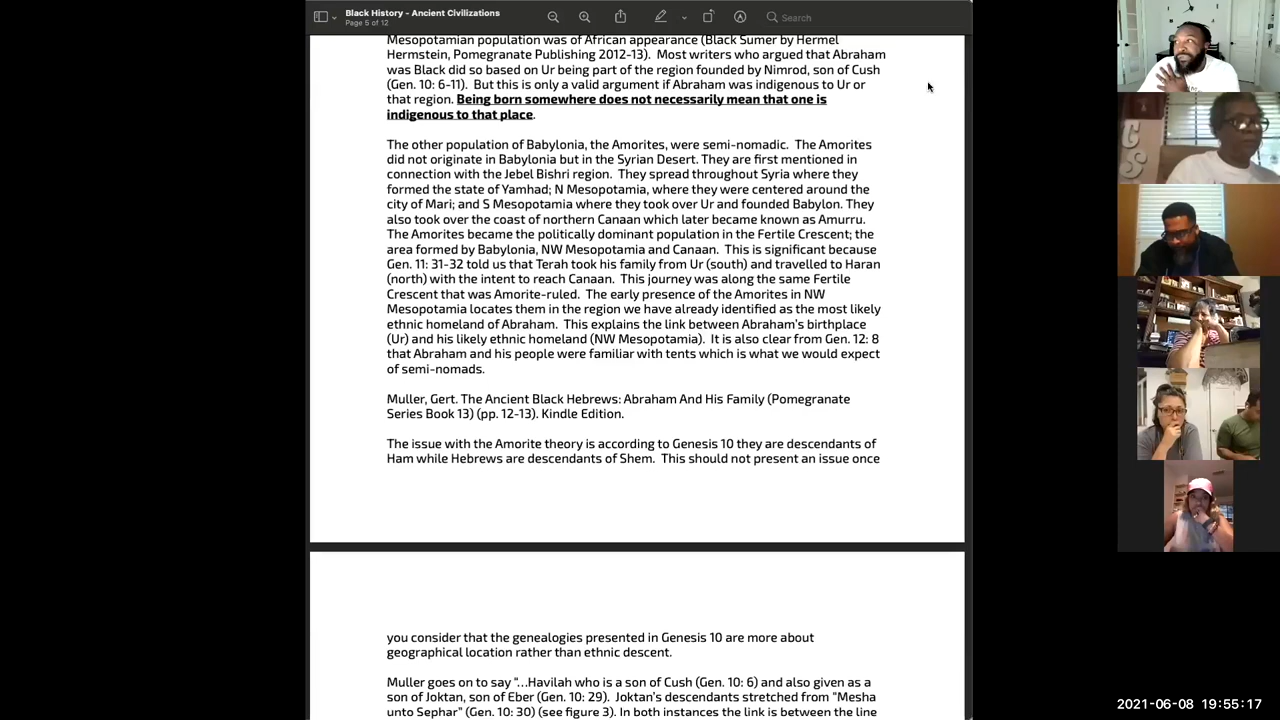 Black History - Ancient Civilizations
Page 5 of 12
Search
Mesopotamian population was of African appearance (Black Sumer by Hermel
Hermstein, Pomegranate Publishing 2012-13). Most writers who argued that Abraham
was Black did so based on Ur being part of the region founded by Nimrod, son of Cush
(Gen. 10: 6-11). But this is only a valid argument if Abraham was indigenous to Ur or
that region. Being born somewhere does not necessarily mean that one is
indigenous to that place.
The other population of Babylonia, the Amorites, were semi-nomadic. The Amorites
did not originate in Babylonia but in the Syrian Desert. They are first mentioned in
connection with the Jebel Bishri region. They spread throughout Syria where they
formed the state of Yamhad; N Mesopotamia, where they were centered around the
city of Mari; and S Mesopotamia where they took over Ur and founded Babylon. They
also took over the coast of northern Canaan which later became known as Amurru.
The Amorites became the politically dominant population in the Fertile Crescent; the
area formed by Babylonia, NW Mesopotamia and Canaan. This is significant because
Gen. 11: 31-32 told us that Terah took his family from Ur (south) and travelled to Haran
(north) with the intent to reach Canaan. This journey was along the same Fertile
Crescent that was Amorite-ruled. The early presence of the Amorites in NW
Mesopotamia locates them in the region we have already identified as the most likely
ethnic homeland of Abraham. This explains the link between Abraham's birthplace
(Ur) and his likely ethnic homeland (NW Mesopotamia). It is also clear from Gen. 12: 8
that Abraham and his people were familiar with tents which is what we would expect
of semi-nomads.
Muller, Gert. The Ancient Black Hebrews: Abraham And His Family (Pomegranate
Series Book 13) (pp. 12-13). Kindle Edition.
The issue with the Amorite theory is according to Genesis 10 they are descendants of
Ham while Hebrews are descendants of Shem. This should not present an issue once
you consider that the genealogies presented in Genesis 10 are more about
geographical location rather than ethnic descent.
Muller goes on to say "...Havilah who is a son of Cush (Gen. 10: 6) and also given as a
son of Joktan, son of Eber (Gen. 10: 29). Joktan's descendants stretched from "Mesha
unto Sephar" (Gen. 10: 30) (see figure 3). In both instances the link is between the line
2021-06-08 19:55:17